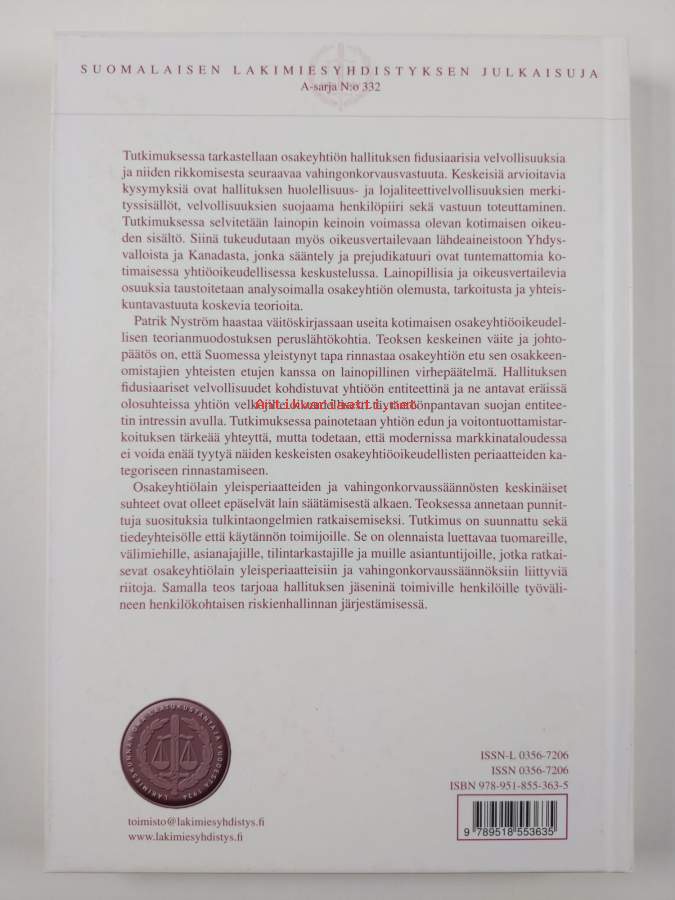 SUOMALAISEN LAKIMIESYHDISTYKSEN JULKAISUJA
A-sarja N:o 332
Tutkimuksessa tarkastellaan osakeyhtiön hallituksen fidusiaarisia velvollisuuksia
ja niiden rikkomisesta seuraavaa vahingonkorvausvastuuta. Keskeisiä arvioitavia
kysymyksiä ovat hallituksen huolellisuus- ja lojaliteettivelvollisuuksien merki-
tyssisällöt, velvollisuuksien suojaama henkilöpiiri sekä vastuun toteuttaminen.
Tutkimuksessa selvitetään lainopin keinoin voimassa olevan kotimaisen oikeu-
den sisältö. Siinä tukeudutaan myös oikeusvertailevaan lähdeaineistoon Yhdys-
valloista ja Kanadasta, jonka sääntely ja prejudikatuuri ovat tuntemattomia ko-
timaisessa yhtiöoikeudellisessa keskustelussa. Lainopillisia ja oikeusvertailevia
osuuksia taustoitetaan analysoimalla osakeyhtiön olemusta, tarkoitusta ja yhteis-
kuntavastuuta koskevia teorioita.
Patrik Nyström haastaa väitöskirjassaan useita kotimaisen osakeyhtiöoikeudel-
lisen teorianmuodostuksen peruslähtökohtia. Teoksen keskeinen väite ja johto-
päätös on, että Suomessa yleistynyt tapa rinnastaa osakeyhtiön etu sen osakkeen-
omistajien yhteisten etujen kanssa on lainopillinen virhepäätelmä. Hallituksen
fidusiaariset velvollisuudet kohdistuvat yhtiöön entiteettinä ja ne antavat eräissä
olosuhteissa yhtiön täytäntöönpantavan suojan entitee-
Antikvariaatti.net
tin intressin avulla. Tutkimuksessa painotetaan yhtiön edun ja voitontuottamistar-
koituksen tärkeää yhteyttä, mutta todetaan, että modernissa markkinataloudessa
ei voida enää tyytyä näiden keskeisten osakeyhtiöoikeudellisten periaatteiden ka-
tegoriseen rinnastamiseen.
Osakeyhtiölain yleisperiaatteiden ja vahingonkorvaussäännösten keskinäiset
suhteet ovat olleet epäselvät lain säätämisestä alkaen. Teoksessa annetaan punnit-
tuja suosituksia tulkintaongelmien ratkaisemiseksi. Tutkimus on suunnattu sekä
tiedeyhteisölle että käytännön toimijoille. Se on olennaista luettavaa tuomareille,
välimiehille, asianajajille, tilintarkastajille ja muille asiantuntijoille, jotka ratkai-
sevat osakeyhtiölain yleisperiaatteisiin ja vahingonkorvaussäännöksiin liittyviä
riitoja. Samalla teos tarjoaa hallituksen jäseninä toimiville henkilöille työväli-
neen henkilökohtaisen riskienhallinnan järjestämisessä.
LAKIMIESKUNNAN OMA LAATUKUSTANTAJA VUODESTA 1934
toimisto@lakimiesyhdistys.fi
www.lakimiesyhdistys.fi
ISSN-L 0356-7206
ISSN 0356-7206
ISBN 978-951-855-363-5
9 789518 553635